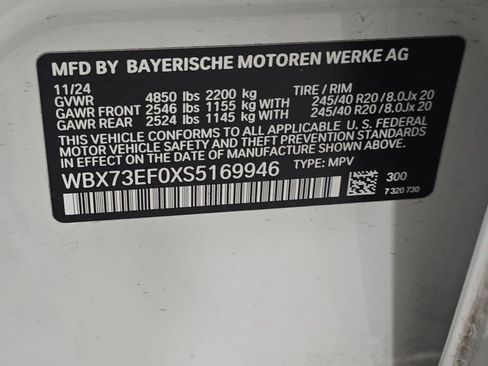 MFD BY BAYERISCHE MOTOREN WERKE AG
11/24 TIRE / RIM
GVWR 4850 lbs 2200 kg
GAWR FRONT 2546 lbs 1155 kg WITH 245/40 R20 /8.0Jx 20
GAWR REAR 2524 lbs 1145 kg WITH 245/40 R20 /8.0Jx 20
THIS VEHICLE CONFORMS TO ALL APPLICABLE U.S. FEDERAL
MOTOR VEHICLE SAFETY, BUMPER AND THEFT PREVENTION STANDARDS
IN EFFECT ON THE DATE OF MANUFACTURE SHOWN ABOVE.
WBX73EF0XS5169946 TYPE: MPV
300
7 320 730